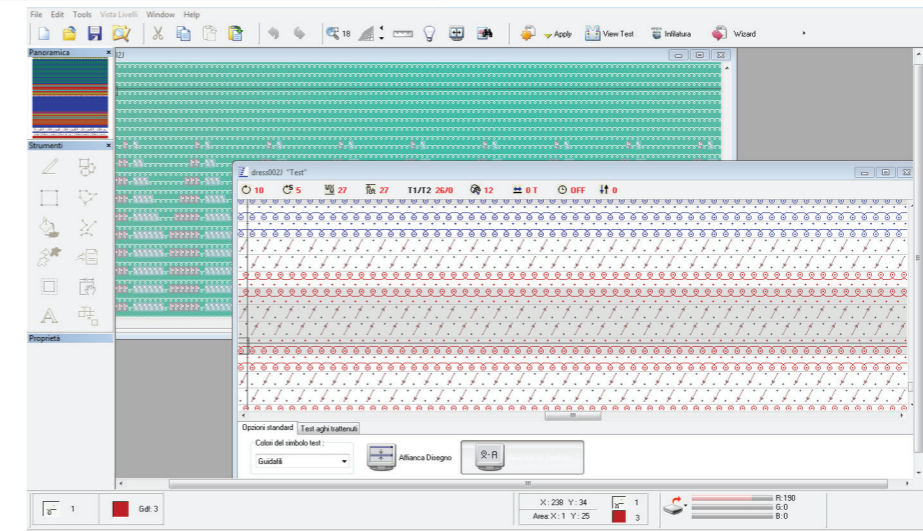 File Edit Tools Vista Livelli Window Help
18 Apply View Test Infilatura Wizard
Panoramica ×
Strumenti ×
Proprietà
dress002J "Test"
10 5 27 27 T1/T2 26/0 12 0 T OFF 0
Opzioni standard Test aghi trattenuti
Colori del simbolo test :
Guidafili
Affianca Disegno
1 Gdf: 3
X: 238 Y: 34 1
Area X: 1 Y: 25 3
R: 190
G: 0
B: 0